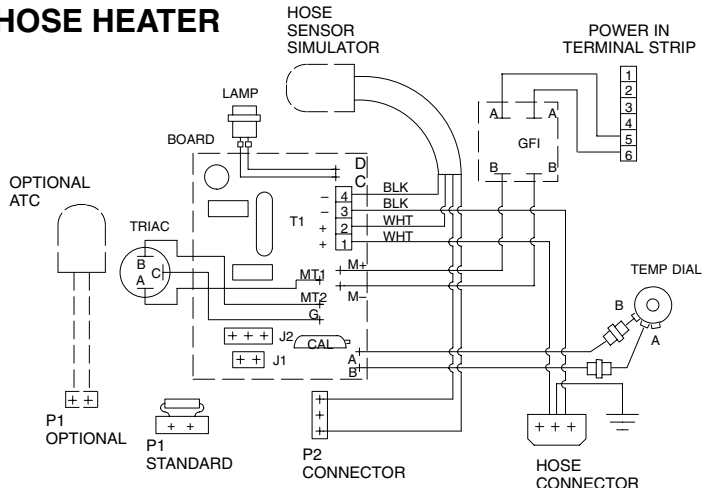 HOSE HEATER
HOSE
SENSOR
SIMULATOR
POWER IN
TERMINAL STRIP
1
2
3
4
5
6
LAMP
BOARD
A A
GFI
B B
OPTIONAL
ATC
TRIAC
B
C
A
D
C
T1
- 4 BLK
- 3 BLK
+ 2 WHT
+ 1 WHT
MT1
M+
MT2
M-
G
TEMP DIAL
B
A
+ + + J2
CAL
A
B
+ + J1
+ +
P1
OPTIONAL
+ +
P1
STANDARD
+
+
+
P2
CONNECTOR
+ + +
HOSE
CONNECTOR